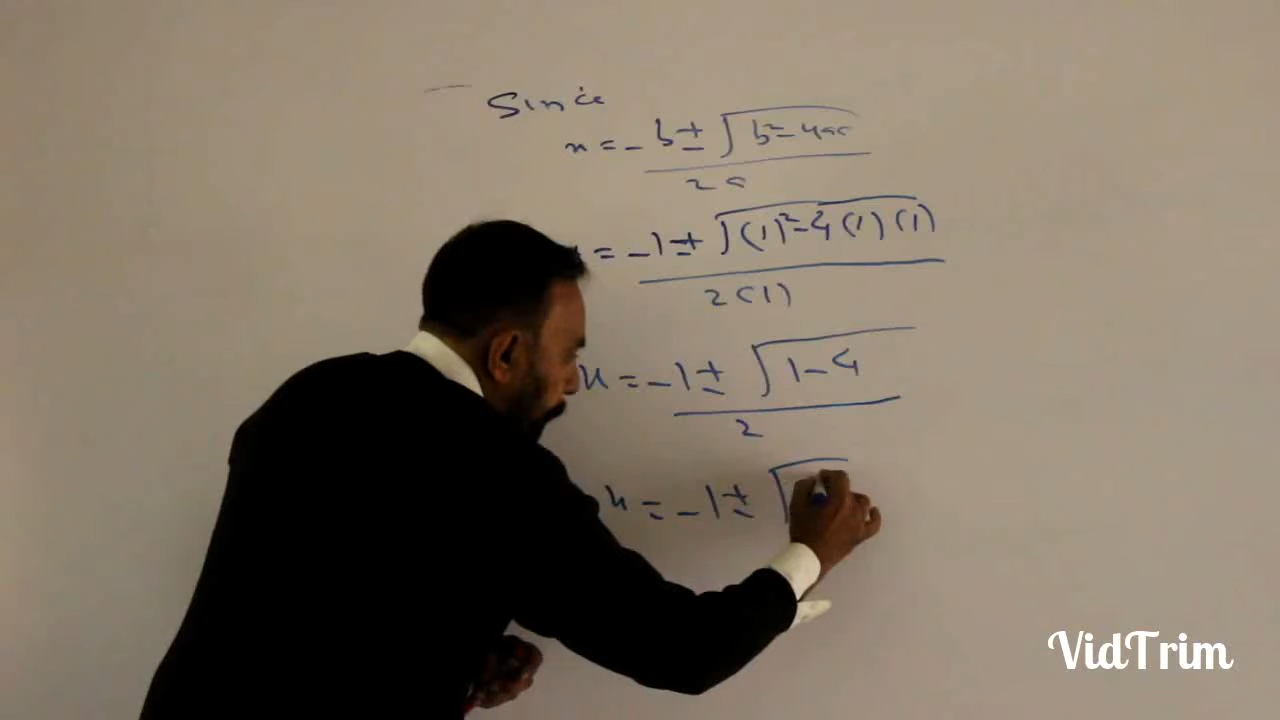 Since
x = -b ± √b² - 4ac
2a
= -1 ± √(1)² - 4(1)(1)
2(1)
x = -1 ± √1 - 4
2
x = -1 ± √
VidTrim